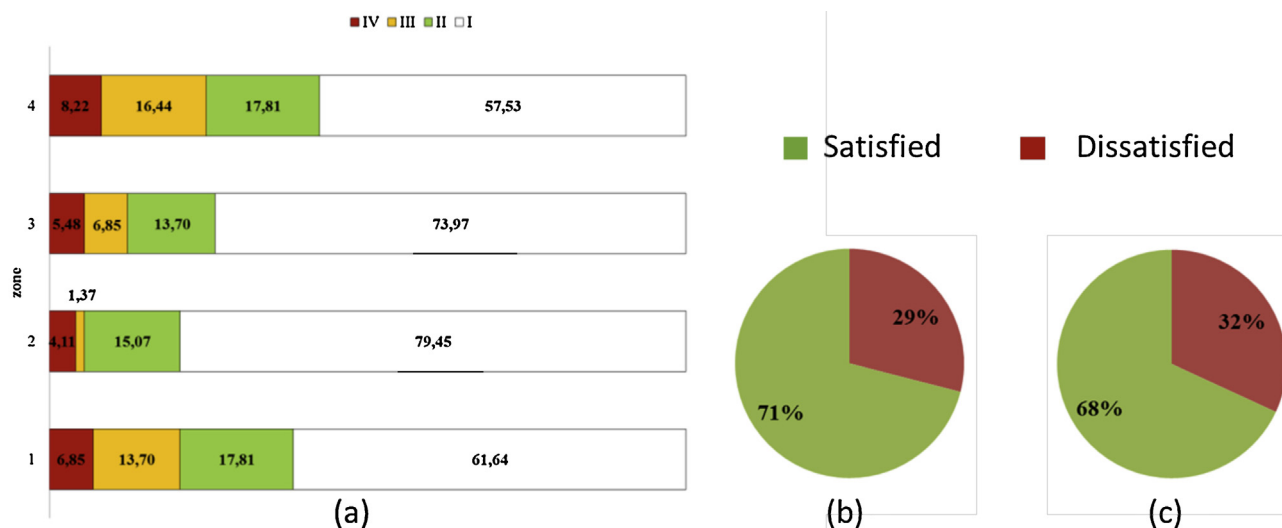 IV III II I
4 8,22 16,44 17,81 57,53
Satisfied Dissatisfied
3 5,48 6,85 13,70 73,97
zone
1,37
29% 32%
2 4,11 15,07 79,45
71% 68%
1 6,85 13,70 17,81 61,64
(a) (b) (c)